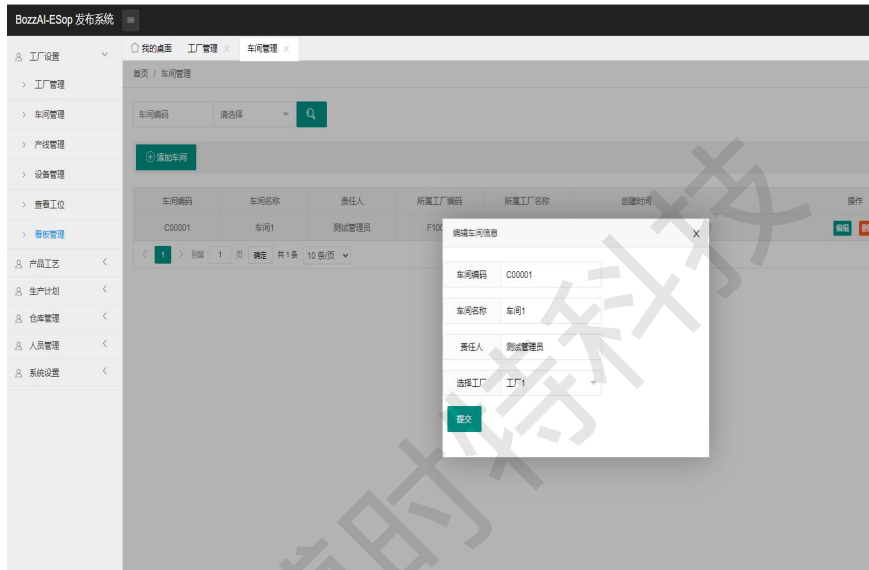 BozzAI-ESop 发布系统
工厂设置
工厂管理
车间管理
产线管理
设备管理
查看工位
看板管理
产品工艺
生产计划
仓库管理
人员管理
系统设置
我的桌面 工厂管理 车间管理
首页 / 车间管理
车间编码 请选择
添加车间
车间编码 车间名称 责任人 所属工厂编码 所属工厂名称 创建时间 操作
C00001 车间1 测试管理员 编辑
1 到第 1 页 确定 共1条 10 条/页
编辑车间信息 X
车间编码 C00001
车间名称 车间1
责任人 测试管理员
选择工厂 工厂1
提交
时特科技